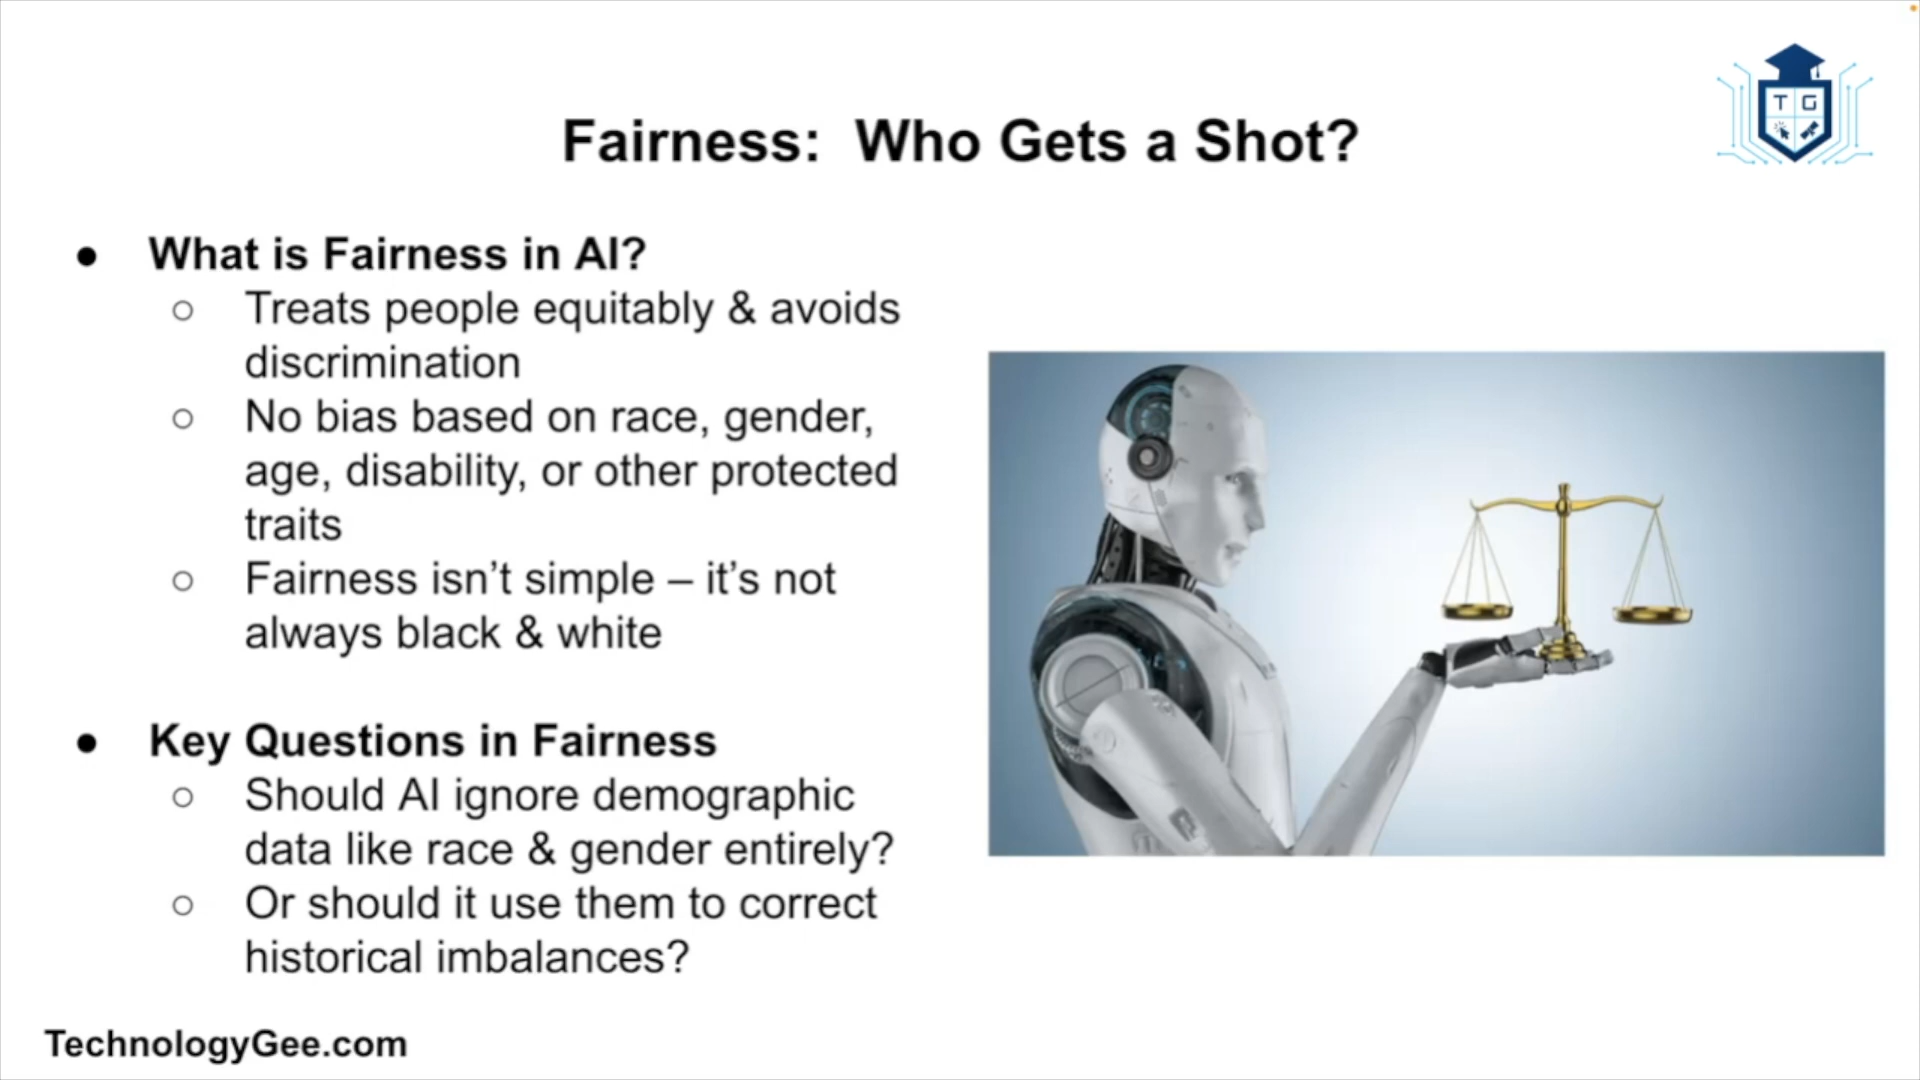 T G
Fairness:  Who Gets a Shot?
● What is Fairness in AI?
○ Treats people equitably & avoids
discrimination
○ No bias based on race, gender,
age, disability, or other protected
traits
○ Fairness isn’t simple – it’s not
always black & white
● Key Questions in Fairness
○ Should AI ignore demographic
data like race & gender entirely?
○ Or should it use them to correct
historical imbalances?
TechnologyGee.com